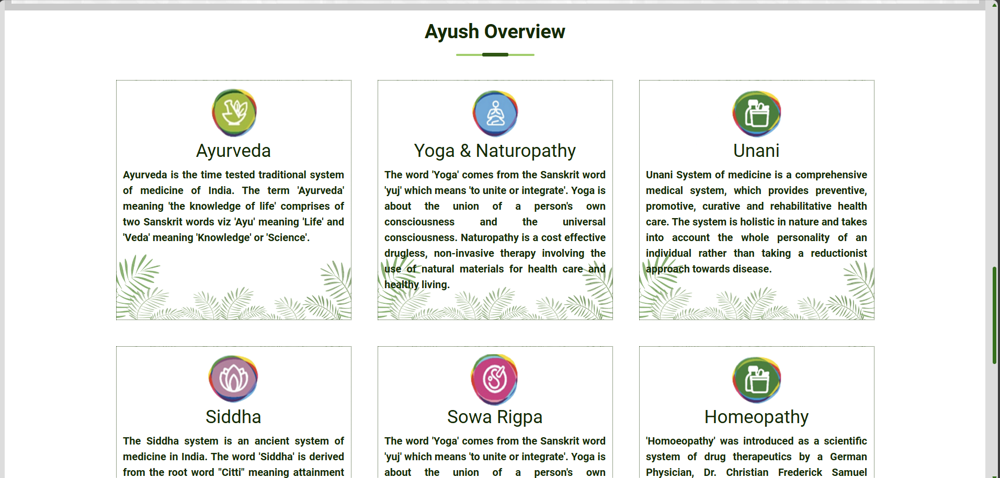 Ayush Overview
Ayurveda
Ayurveda is the time tested traditional system
of medicine of India. The term 'Ayurveda'
meaning 'the knowledge of life' comprises of
two Sanskrit words viz 'Ayu' meaning 'Life' and
'Veda' meaning 'Knowledge' or 'Science'.
Yoga & Naturopathy
The word 'Yoga' comes from the Sanskrit word
'yuj' which means 'to unite or integrate'. Yoga is
about the union of a person's own
consciousness and the universal
consciousness. Naturopathy is a cost effective
drugless, non-invasive therapy involving the
use of natural materials for health care and
healthy living.
Unani
Unani System of medicine is a comprehensive
medical system, which provides preventive,
promotive, curative and rehabilitative health
care. The system is holistic in nature and takes
into account the whole personality of an
individual rather than taking a reductionist
approach towards disease.
Siddha
The Siddha system is an ancient system of
medicine in India. The word 'Siddha' is derived
from the root word "Citti" meaning attainment
Sowa Rigpa
The word 'Yoga' comes from the Sanskrit word
'yuj' which means 'to unite or integrate'. Yoga is
about the union of a person's own
Homeopathy
'Homoeopathy' was introduced as a scientific
system of drug therapeutics by a German
Physician, Dr. Christian Frederick Samuel